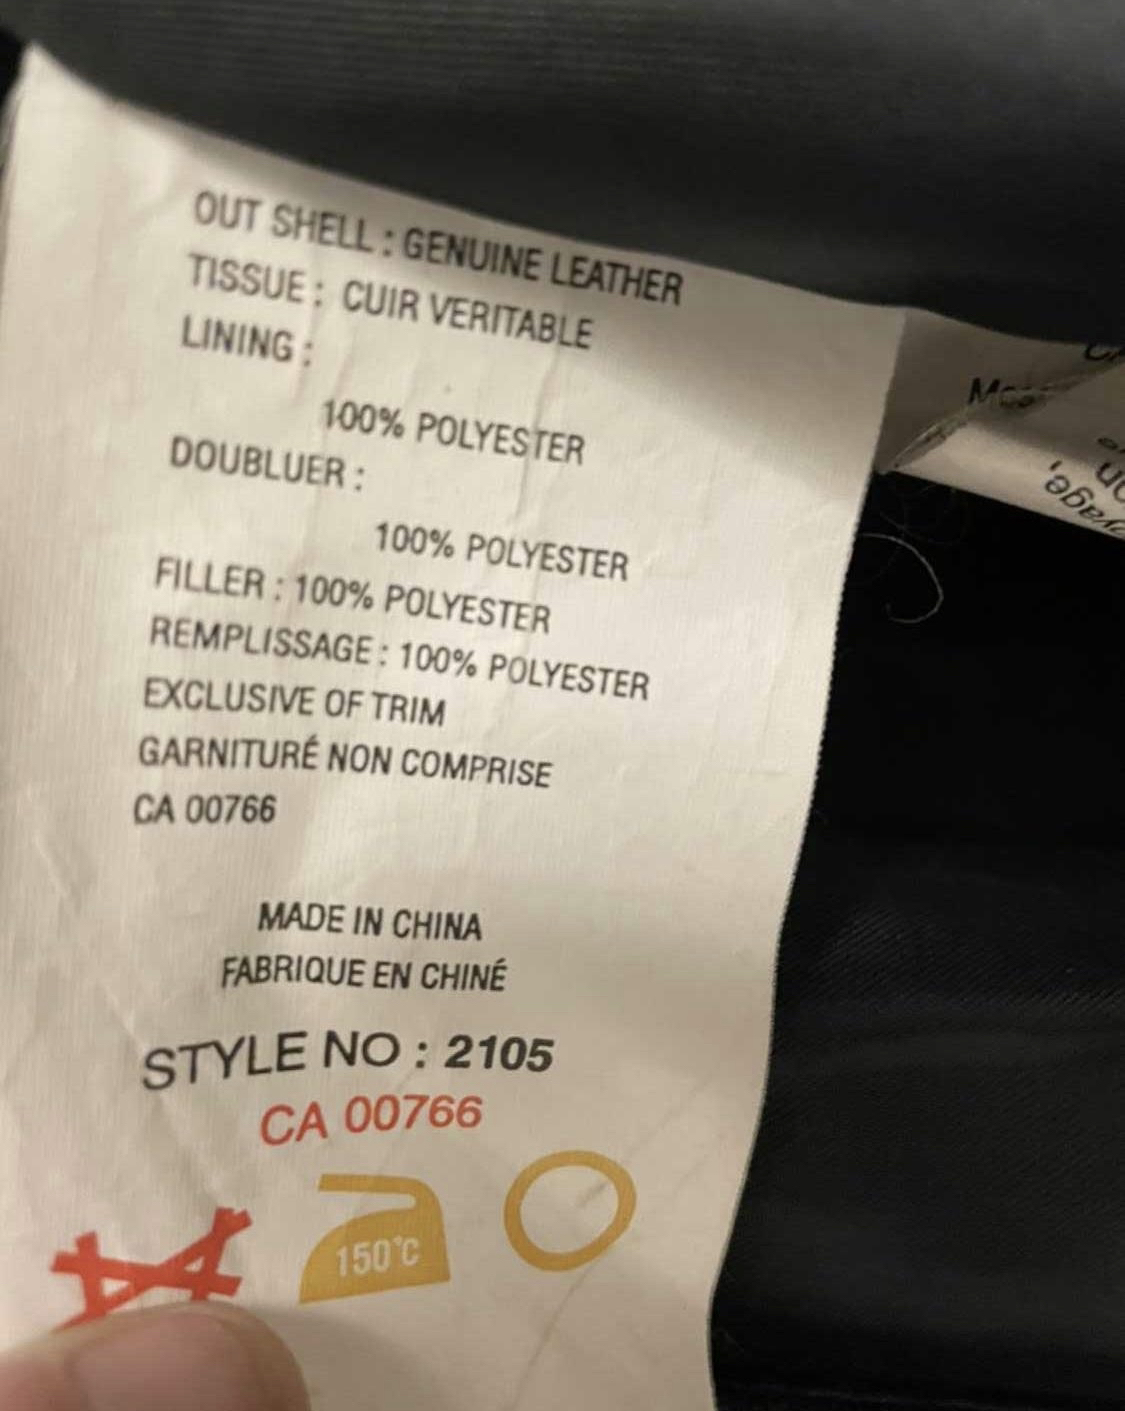 OUT SHELL : GENUINE LEATHER
TISSUE : CUIR VERITABLE
LINING :
100% POLYESTER
DOUBLUER :
100% POLYESTER
FILLER : 100% POLYESTER
REMPLISSAGE : 100% POLYESTER
EXCLUSIVE OF TRIM
GARNITURÉ NON COMPRISE
CA 00766
MADE IN CHINA
FABRIQUE EN CHINÉ
STYLE NO : 2105
CA 00766
150°C